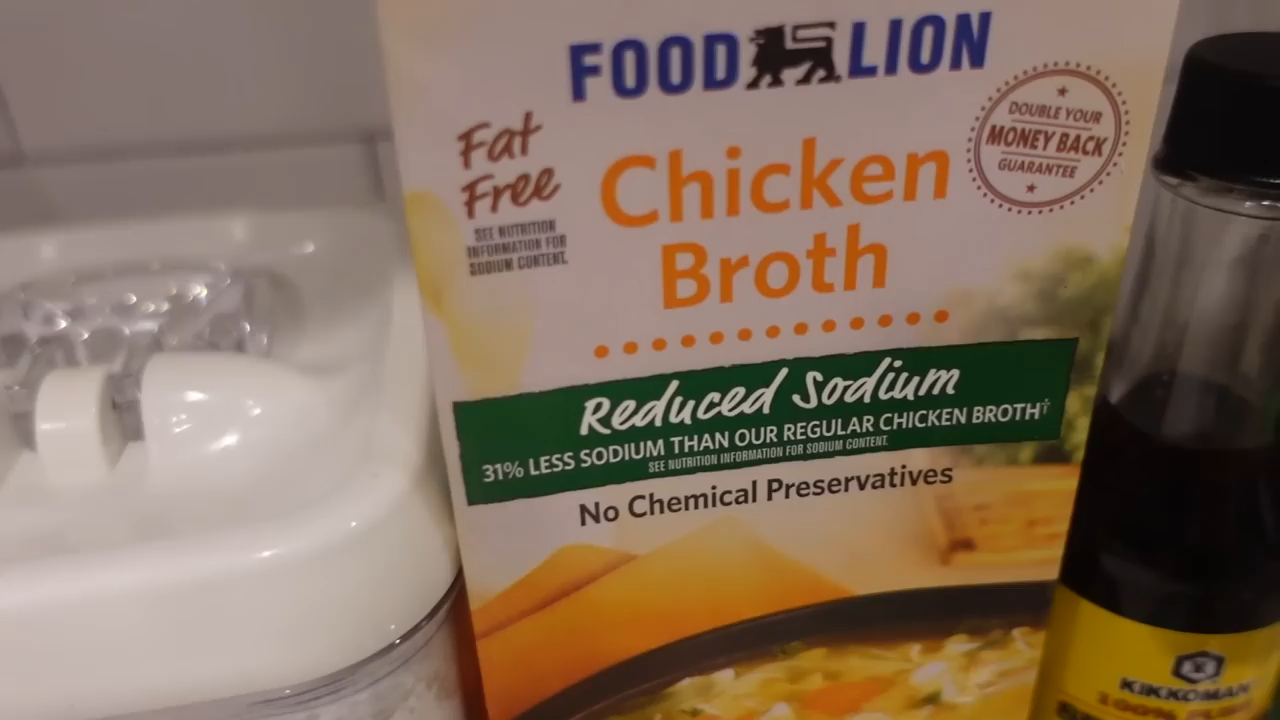 FOOD LION
Fat
Free
SEE NUTRITION
INFORMATION FOR
SODIUM CONTENT.
Chicken
Broth
DOUBLE YOUR
MONEY BACK
GUARANTEE
Reduced Sodium
31% LESS SODIUM THAN OUR REGULAR CHICKEN BROTH†
SEE NUTRITION INFORMATION FOR SODIUM CONTENT.
No Chemical Preservatives
KIKKOMAN